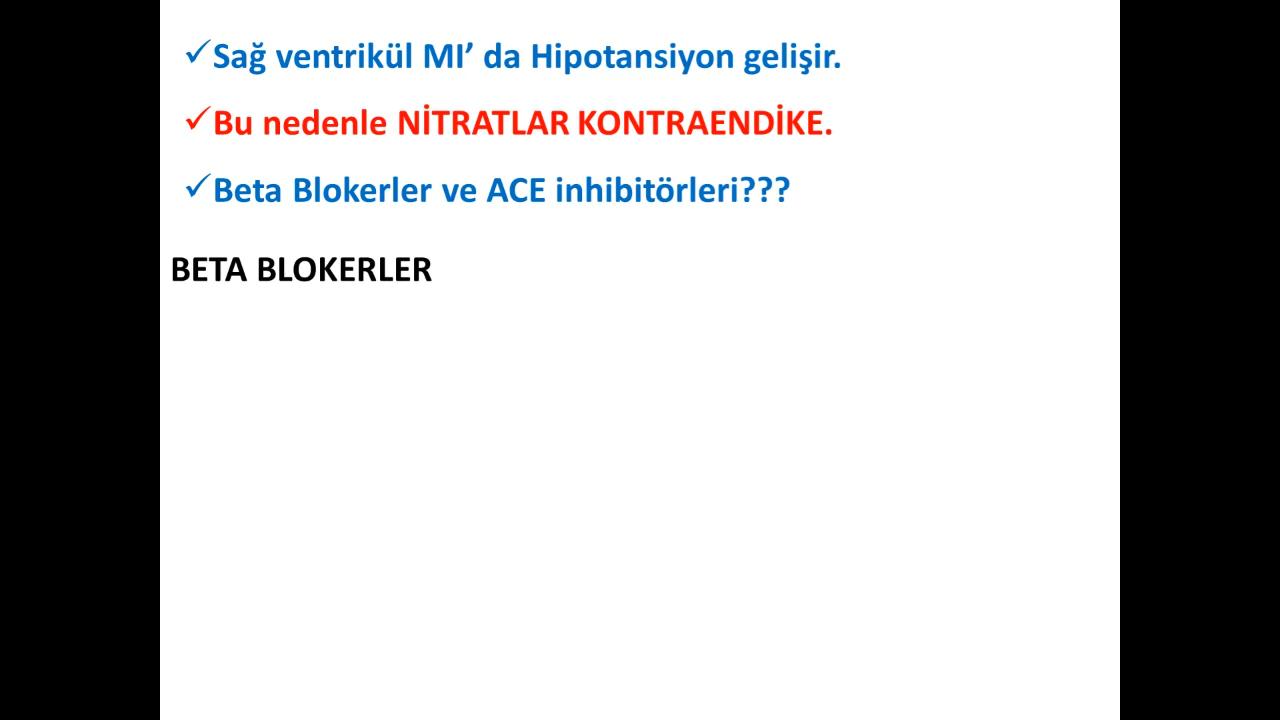 ✓Sağ ventrikül MI’ da Hipotansiyon gelişir.
✓Bu nedenle NİTRATLAR KONTRAENDİKE.
✓Beta Blokerler ve ACE inhibitörleri???
BETA BLOKERLER